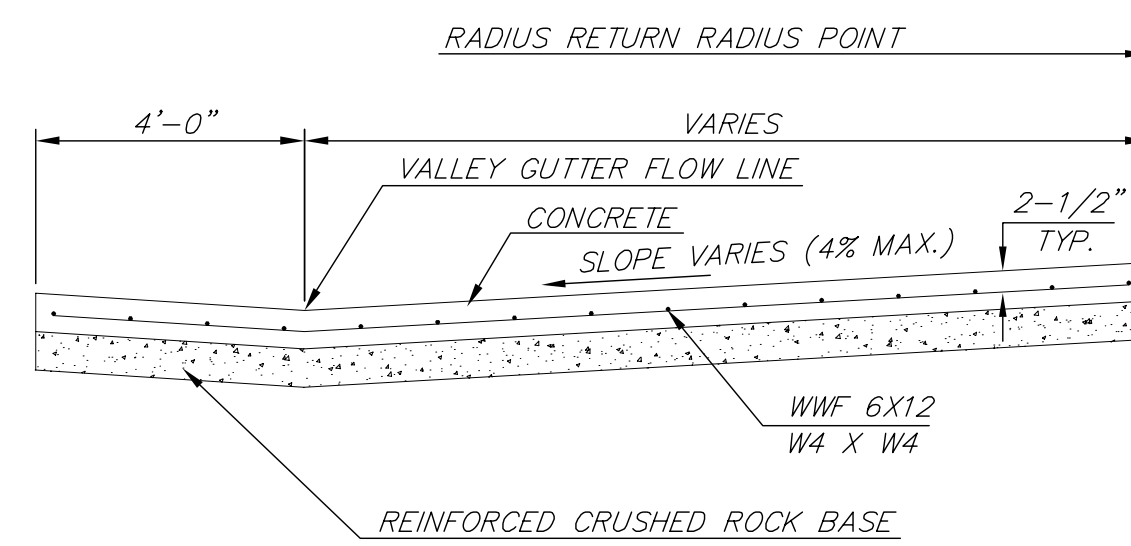 RADIUS RETURN RADIUS POINT
4'-0"
VARIES
VALLEY GUTTER FLOW LINE
CONCRETE
2-1/2"
TYP.
SLOPE VARIES (4% MAX.)
WWF 6X12
W4 X W4
REINFORCED CRUSHED ROCK BASE